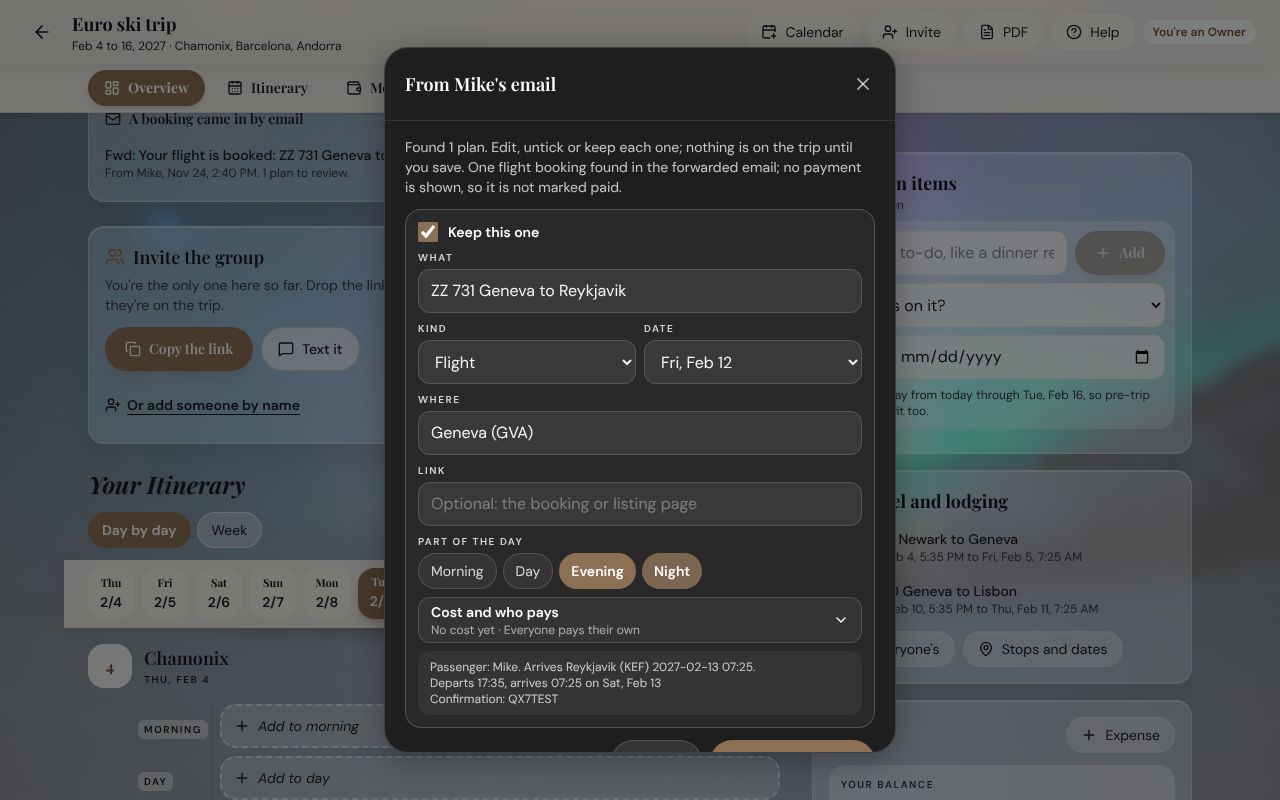 Euro ski trip
Feb 4 to 16, 2027 · Chamonix, Barcelona, Andorra
Calendar
Invite
PDF
Help
You're an Owner
Overview
Itinerary
A booking came in by email
Fwd: Your flight is booked: ZZ 731 Geneva to
From Mike, Nov 24, 2:40 PM. 1 plan to review.
Invite the group
You're the only one here so far. Drop the link
they're on the trip.
Copy the link
Text it
Or add someone by name
Your Itinerary
Day by day
Week
Thu
2/4
Fri
2/5
Sat
2/6
Sun
2/7
Mon
2/8
Tu
2/
4
Chamonix
THU, FEB 4
MORNING
Add to morning
DAY
Add to day
From Mike's email
Found 1 plan. Edit, untick or keep each one; nothing is on the trip until
you save. One flight booking found in the forwarded email; no payment
is shown, so it is not marked paid.
Keep this one
WHAT
ZZ 731 Geneva to Reykjavik
KIND
DATE
Flight
Fri, Feb 12
WHERE
Geneva (GVA)
LINK
Optional: the booking or listing page
PART OF THE DAY
Morning
Day
Evening
Night
Cost and who pays
No cost yet · Everyone pays their own
Passenger: Mike. Arrives Reykjavik (KEF) 2027-02-13 07:25.
Departs 17:35, arrives 07:25 on Sat, Feb 13
Confirmation: QX7TEST
items
to-do, like a dinner re
Add
on it?
mm/dd/yyyy
from today through Tue, Feb 16, so pre-trip
it too.
and lodging
Newark to Geneva
4, 5:35 PM to Fri, Feb 5, 7:25 AM
Geneva to Lisbon
10, 5:35 PM to Thu, Feb 11, 7:25 AM
Stops and dates
Expense
YOUR BALANCE